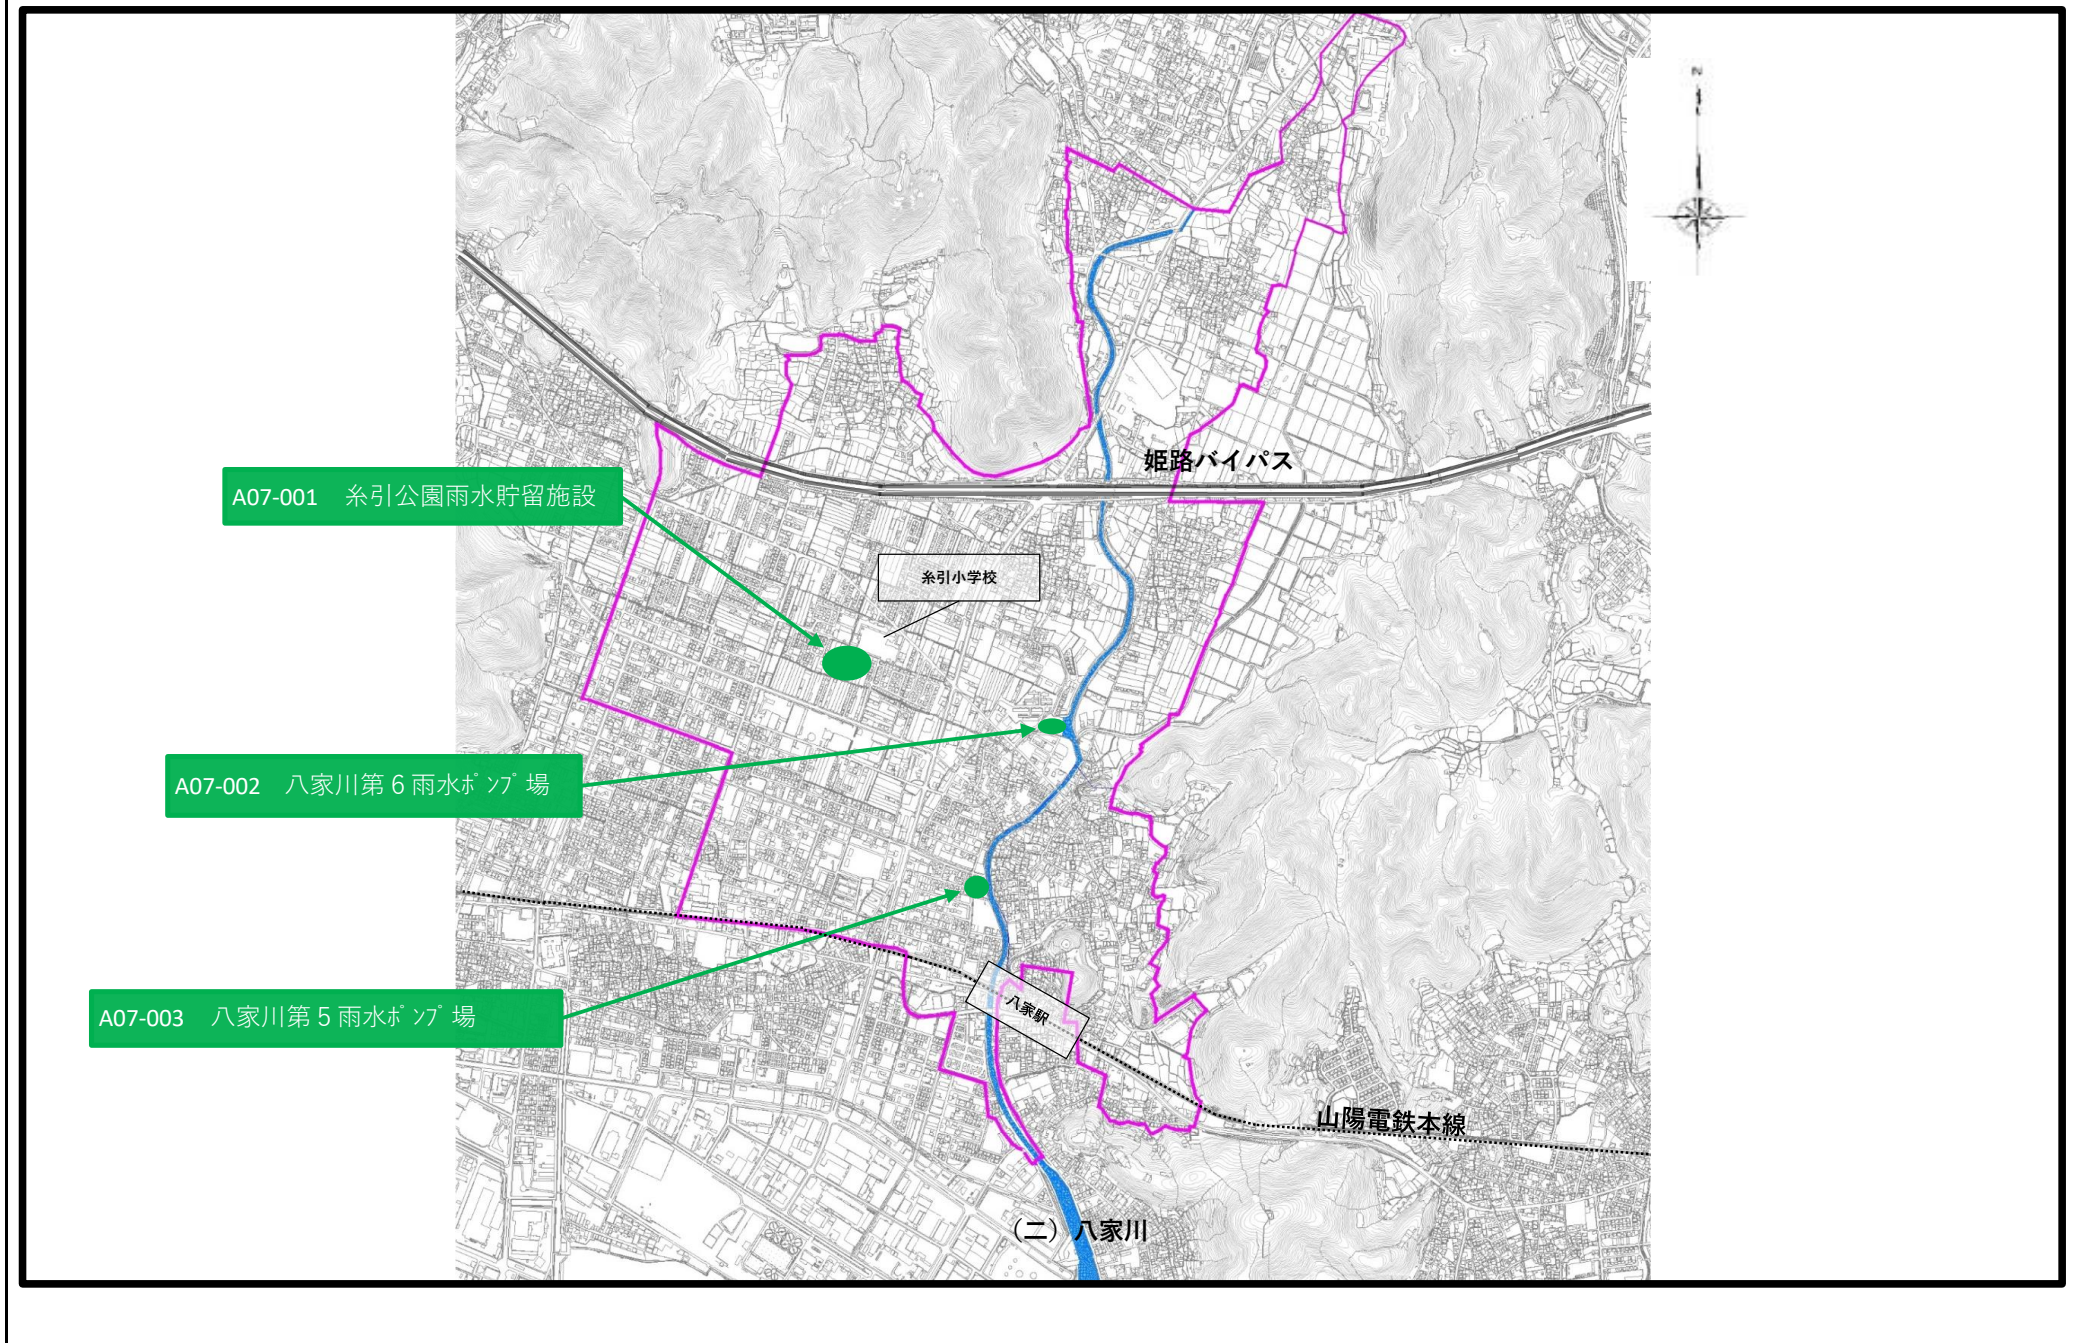 N
姫路バイパス
A07-001 糸引公園雨水貯留施設
糸引小学校
A07-002 八家川第6雨水ﾎﾟﾝﾌﾟ場
A07-003 八家川第5雨水ﾎﾟﾝﾌﾟ場
八家駅
山陽電鉄本線
（二）八家川